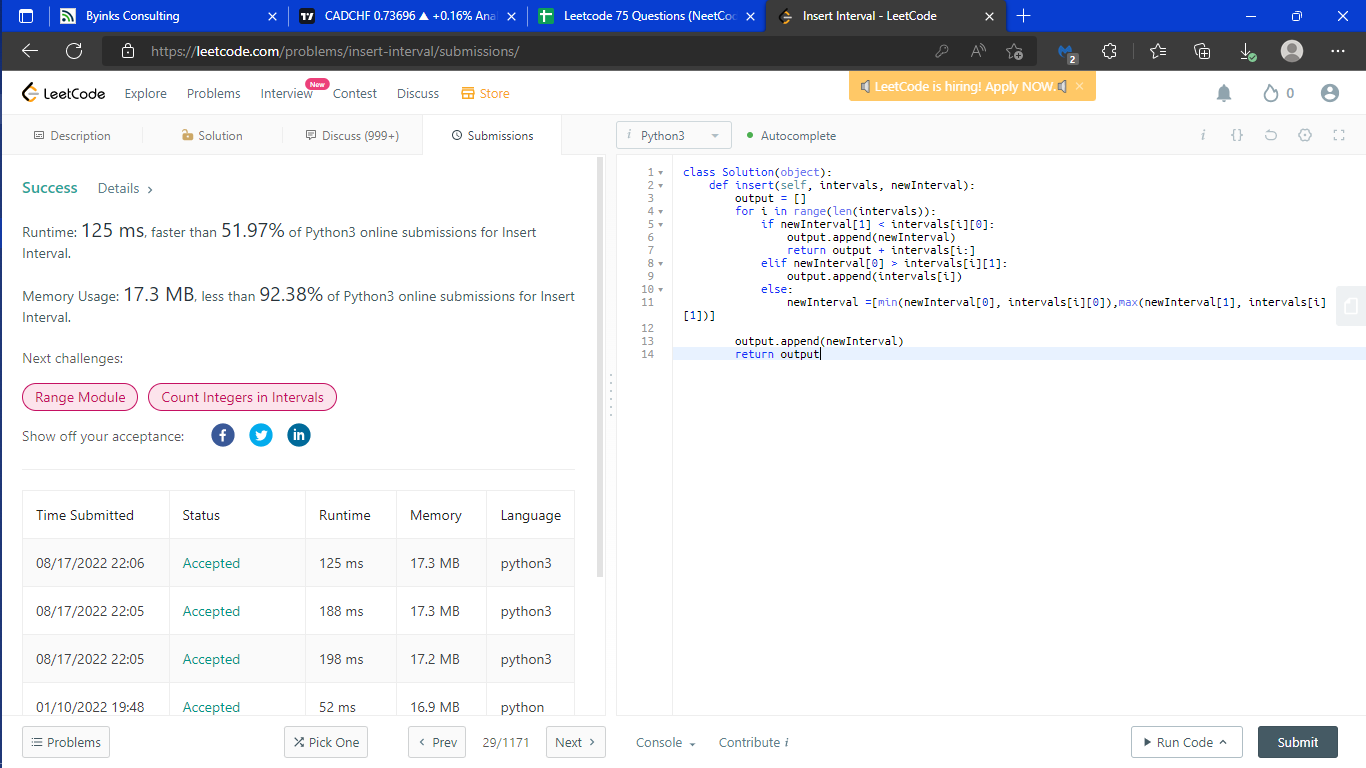 Byinks Consulting
CADCHF 0.73696 ▲ +0.16% Ana
Leetcode 75 Questions (NeetCo
Insert Interval - LeetCode
https://leetcode.com/problems/insert-interval/submissions/
2
LeetCode
Explore
Problems
Interview
New
Contest
Discuss
Store
LeetCode is hiring! Apply NOW.
0
Description
Solution
Discuss (999+)
Submissions
i Python3
Autocomplete
i
{}
Success
Details >
Runtime: 125 ms, faster than 51.97% of Python3 online submissions for Insert
Interval.
Memory Usage: 17.3 MB, less than 92.38% of Python3 online submissions for Insert
Interval.
Next challenges:
Range Module
Count Integers in Intervals
Show off your acceptance:
Time Submitted Status Runtime Memory Language
08/17/2022 22:06 Accepted 125 ms 17.3 MB python3
08/17/2022 22:05 Accepted 188 ms 17.3 MB python3
08/17/2022 22:05 Accepted 198 ms 17.2 MB python3
01/10/2022 19:48 Accepted 52 ms 16.9 MB python
1 class Solution(object):
2 def insert(self, intervals, newInterval):
3 output = []
4 for i in range(len(intervals)):
5 if newInterval[1] < intervals[i][0]:
6 output.append(newInterval)
7 return output + intervals[i:]
8 elif newInterval[0] > intervals[i][1]:
9 output.append(intervals[i])
10 else:
11 newInterval =[min(newInterval[0], intervals[i][0]),max(newInterval[1], intervals[i]
[1])]
12
13 output.append(newInterval)
14 return output
Problems
Pick One
< Prev
29/1171
Next >
Console
Contribute i
Run Code
Submit